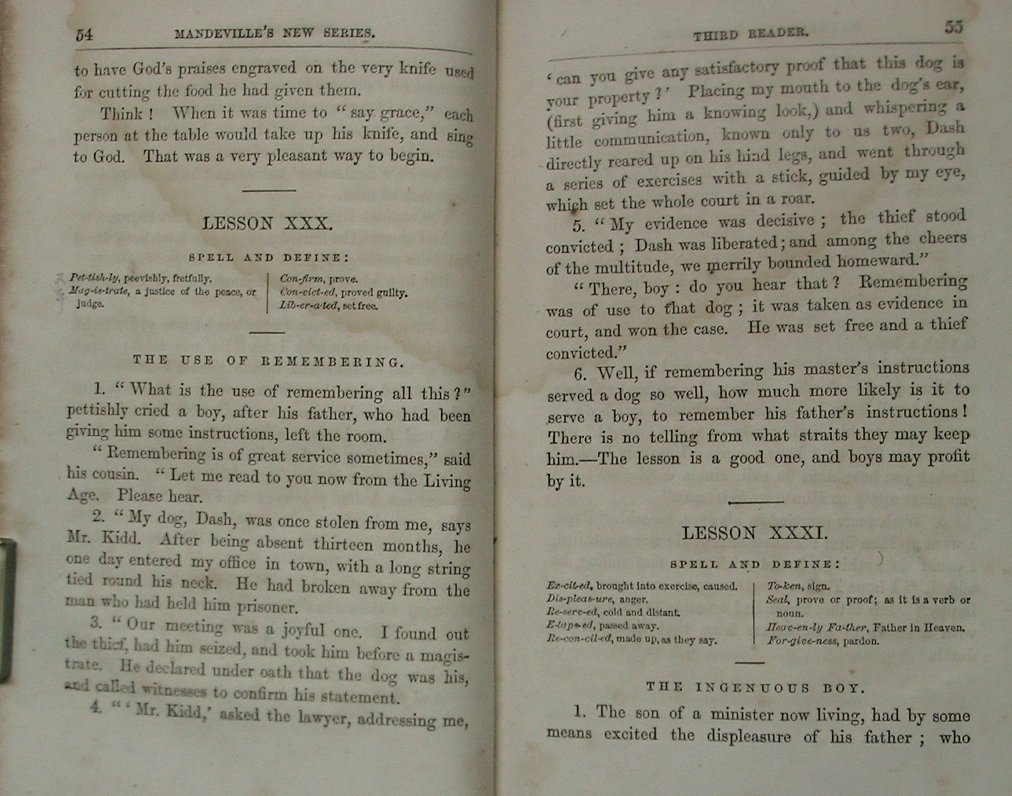 54 MANDEVILLE'S NEW SERIES.
to have God's praises engraved on the very knife used
for cutting the food he had given them.
Think! When it was time to "say grace," each
person at the table would take up his knife, and sing
to God. That was a very pleasant way to begin.
LESSON XXX.
SPELL AND DEFINE:
Pet-tish-ly, peevishly, fretfully.
Mag-is-trate, a justice of the peace, or
judge.
Con-firm, prove.
Con-vict-ed, proved guilty.
Lib-er-a-ted, set free.
THE USE OF REMEMBERING.
1. "What is the use of remembering all this?"
pettishly cried a boy, after his father, who had been
giving him some instructions, left the room.
"Remembering is of great service sometimes," said
his cousin. "Let me read to you now from the Living
Age. Please hear.
2. "My dog, Dash, was once stolen from me, says
Mr. Kidd. After being absent thirteen months, he
one day entered my office in town, with a long string
tied round his neck. He had broken away from the
man who had held him prisoner.
3. "Our meeting was a joyful one. I found out
the thief, had him seized, and took him before a magis-
trate. He declared under oath that the dog was his,
and called witnesses to confirm his statement.
4. "'Mr. Kidd,' asked the lawyer, addressing me,
THIRD READER. 55
'can you give any satisfactory proof that this dog is
your property?' Placing my mouth to the dog's ear,
(first giving him a knowing look,) and whispering a
little communication, known only to us two, Dash
directly reared up on his hind legs, and went through
a series of exercises with a stick, guided by my eye,
which set the whole court in a roar.
5. "My evidence was decisive; the thief stood
convicted; Dash was liberated; and among the cheers
of the multitude, we merrily bounded homeward."
"There, boy: do you hear that? Remembering
was of use to that dog; it was taken as evidence in
court, and won the case. He was set free and a thief
convicted."
6. Well, if remembering his master's instructions
served a dog so well, how much more likely is it to
serve a boy, to remember his father's instructions!
There is no telling from what straits they may keep
him.—The lesson is a good one, and boys may profit
by it.
LESSON XXXI.
SPELL AND DEFINE:
Ex-cit-ed, brought into exercise, caused.
Dis-pleas-ure, anger.
Re-serv-ed, cold and distant.
E-laps-ed, passed away.
Re-con-cil-ed, made up, as they say.
To-ken, sign.
Seal, prove or proof; as it is a verb or
noun.
Heav-en-ly Fa-ther, Father in Heaven.
For-give-ness, pardon.
THE INGENUOUS BOY.
1. The son of a minister now living, had by some
means excited the displeasure of his father; who